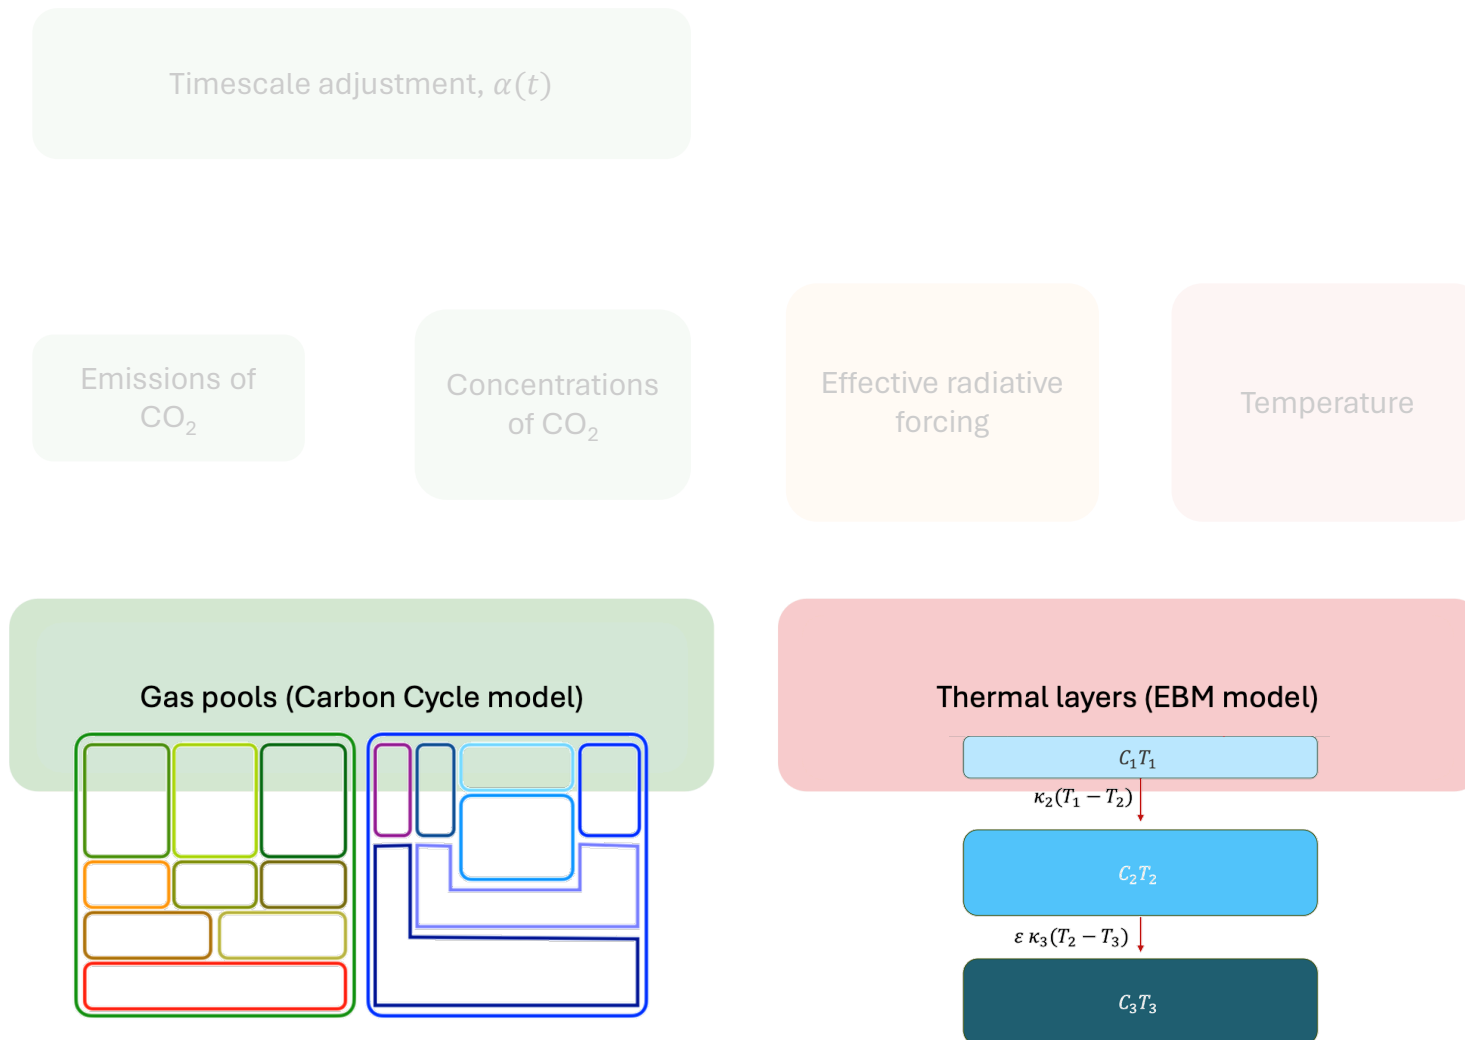 Timescale adjustment, α(t)
Emissions of
CO₂
Concentrations
of CO₂
Effective radiative
forcing
Temperature
Gas pools (Carbon Cycle model)
Thermal layers (EBM model)
C₁T₁
κ₂(T₁ − T₂)
C₂T₂
ε κ₃(T₂ − T₃)
C₃T₃